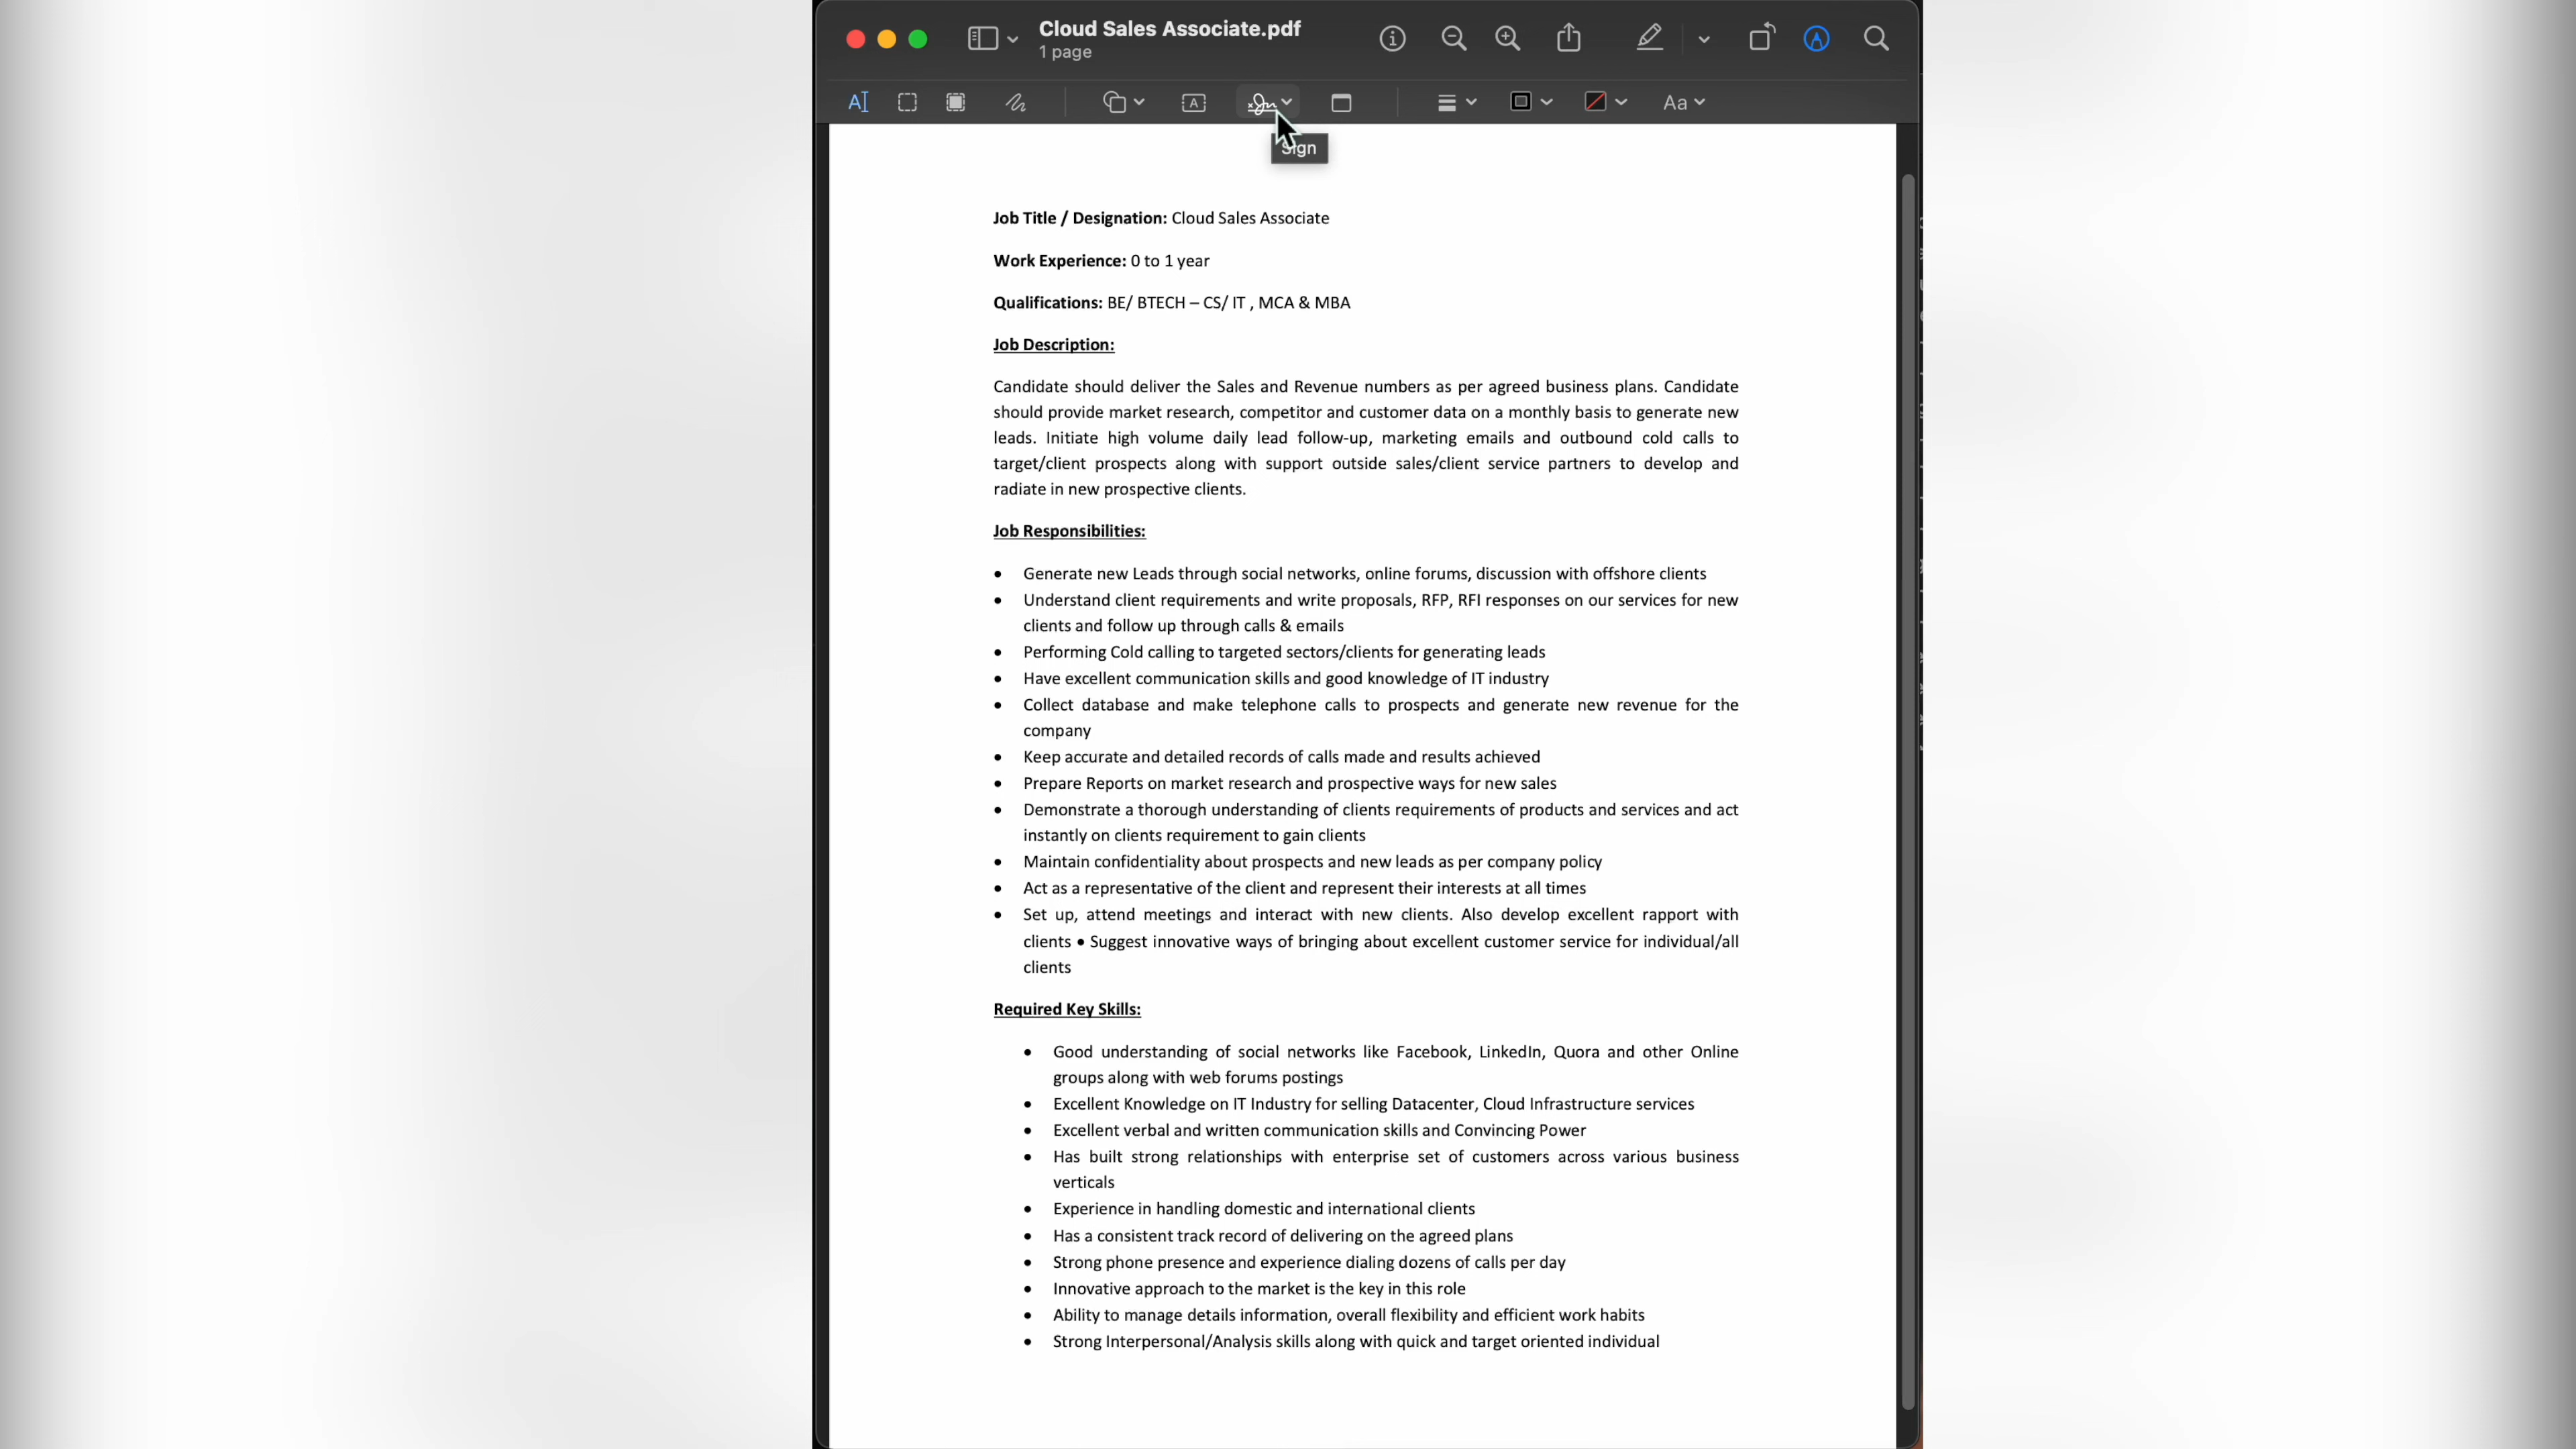 Cloud Sales Associate.pdf
1 page
Aa
Sign
Job Title / Designation: Cloud Sales Associate
Work Experience: 0 to 1 year
Qualifications: BE/ BTECH – CS/ IT , MCA & MBA
Job Description:
Candidate should deliver the Sales and Revenue numbers as per agreed business plans. Candidate
should provide market research, competitor and customer data on a monthly basis to generate new
leads. Initiate high volume daily lead follow-up, marketing emails and outbound cold calls to
target/client prospects along with support outside sales/client service partners to develop and
radiate in new prospective clients.
Job Responsibilities:
• Generate new Leads through social networks, online forums, discussion with offshore clients
• Understand client requirements and write proposals, RFP, RFI responses on our services for new
clients and follow up through calls & emails
• Performing Cold calling to targeted sectors/clients for generating leads
• Have excellent communication skills and good knowledge of IT industry
• Collect database and make telephone calls to prospects and generate new revenue for the
company
• Keep accurate and detailed records of calls made and results achieved
• Prepare Reports on market research and prospective ways for new sales
• Demonstrate a thorough understanding of clients requirements of products and services and act
instantly on clients requirement to gain clients
• Maintain confidentiality about prospects and new leads as per company policy
• Act as a representative of the client and represent their interests at all times
• Set up, attend meetings and interact with new clients. Also develop excellent rapport with
clients • Suggest innovative ways of bringing about excellent customer service for individual/all
clients
Required Key Skills:
• Good understanding of social networks like Facebook, LinkedIn, Quora and other Online
groups along with web forums postings
• Excellent Knowledge on IT Industry for selling Datacenter, Cloud Infrastructure services
• Excellent verbal and written communication skills and Convincing Power
• Has built strong relationships with enterprise set of customers across various business
verticals
• Experience in handling domestic and international clients
• Has a consistent track record of delivering on the agreed plans
• Strong phone presence and experience dialing dozens of calls per day
• Innovative approach to the market is the key in this role
• Ability to manage details information, overall flexibility and efficient work habits
• Strong Interpersonal/Analysis skills along with quick and target oriented individual